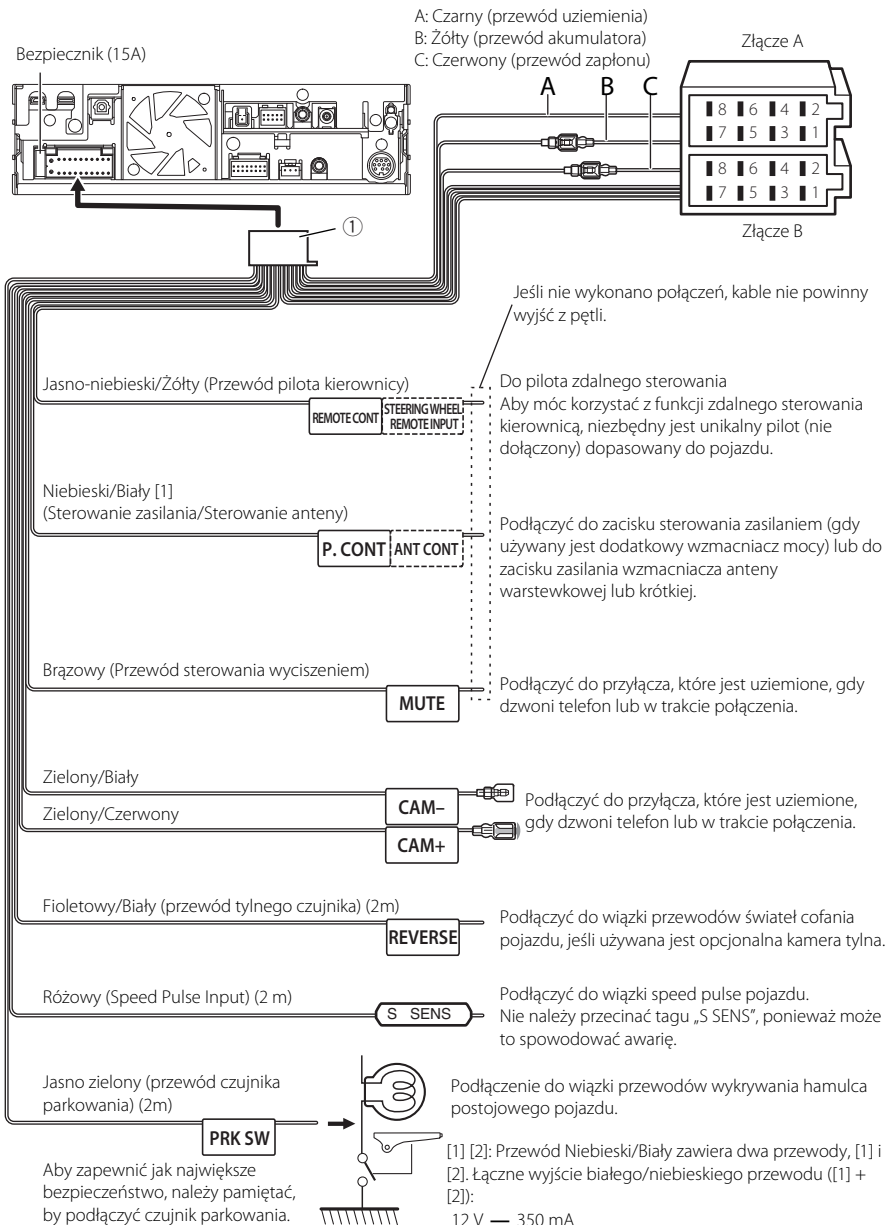 A: Czarny (przewód uziemienia)
B: Żółty (przewód akumulatora)
C: Czerwony (przewód zapłonu)
Bezpiecznik (15A)
Złącze A
A B C
8 6 4 2
7 5 3 1
8 6 4 2
7 5 3 1
Złącze B
①
Jeśli nie wykonano połączeń, kable nie powinny
wyjść z pętli.
Jasno-niebieski/Żółty (Przewód pilota kierownicy)
REMOTE CONT
STEERING WHEEL
REMOTE INPUT
Do pilota zdalnego sterowania
Aby móc korzystać z funkcji zdalnego sterowania
kierownicą, niezbędny jest unikalny pilot (nie
dołączony) dopasowany do pojazdu.
Niebieski/Biały [1]
(Sterowanie zasilania/Sterowanie anteny)
P. CONT ANT CONT
Podłączyć do zacisku sterowania zasilaniem (gdy
używany jest dodatkowy wzmacniacz mocy) lub do
zacisku zasilania wzmacniacza anteny
warstewkowej lub krótkiej.
Brązowy (Przewód sterowania wyciszeniem)
MUTE
Podłączyć do przyłącza, które jest uziemione, gdy
dzwoni telefon lub w trakcie połączenia.
Zielony/Biały
CAM–
Zielony/Czerwony
CAM+
Podłączyć do przyłącza, które jest uziemione,
gdy dzwoni telefon lub w trakcie połączenia.
Fioletowy/Biały (przewód tylnego czujnika) (2m)
REVERSE
Podłączyć do wiązki przewodów świateł cofania
pojazdu, jeśli używana jest opcjonalna kamera tylna.
Różowy (Speed Pulse Input) (2 m)
S SENS
Podłączyć do wiązki speed pulse pojazdu.
Nie należy przecinać tagu „S SENS”, ponieważ może
to spowodować awarię.
Jasno zielony (przewód czujnika
parkowania) (2m)
PRK SW
Aby zapewnić jak największe
bezpieczeństwo, należy pamiętać,
by podłączyć czujnik parkowania.
Podłączenie do wiązki przewodów wykrywania hamulca
postojowego pojazdu.
[1] [2]: Przewód Niebieski/Biały zawiera dwa przewody, [1] i
[2]. Łączne wyjście białego/niebieskiego przewodu ([1] +
[2]):
12 V ⎓ 350 mA